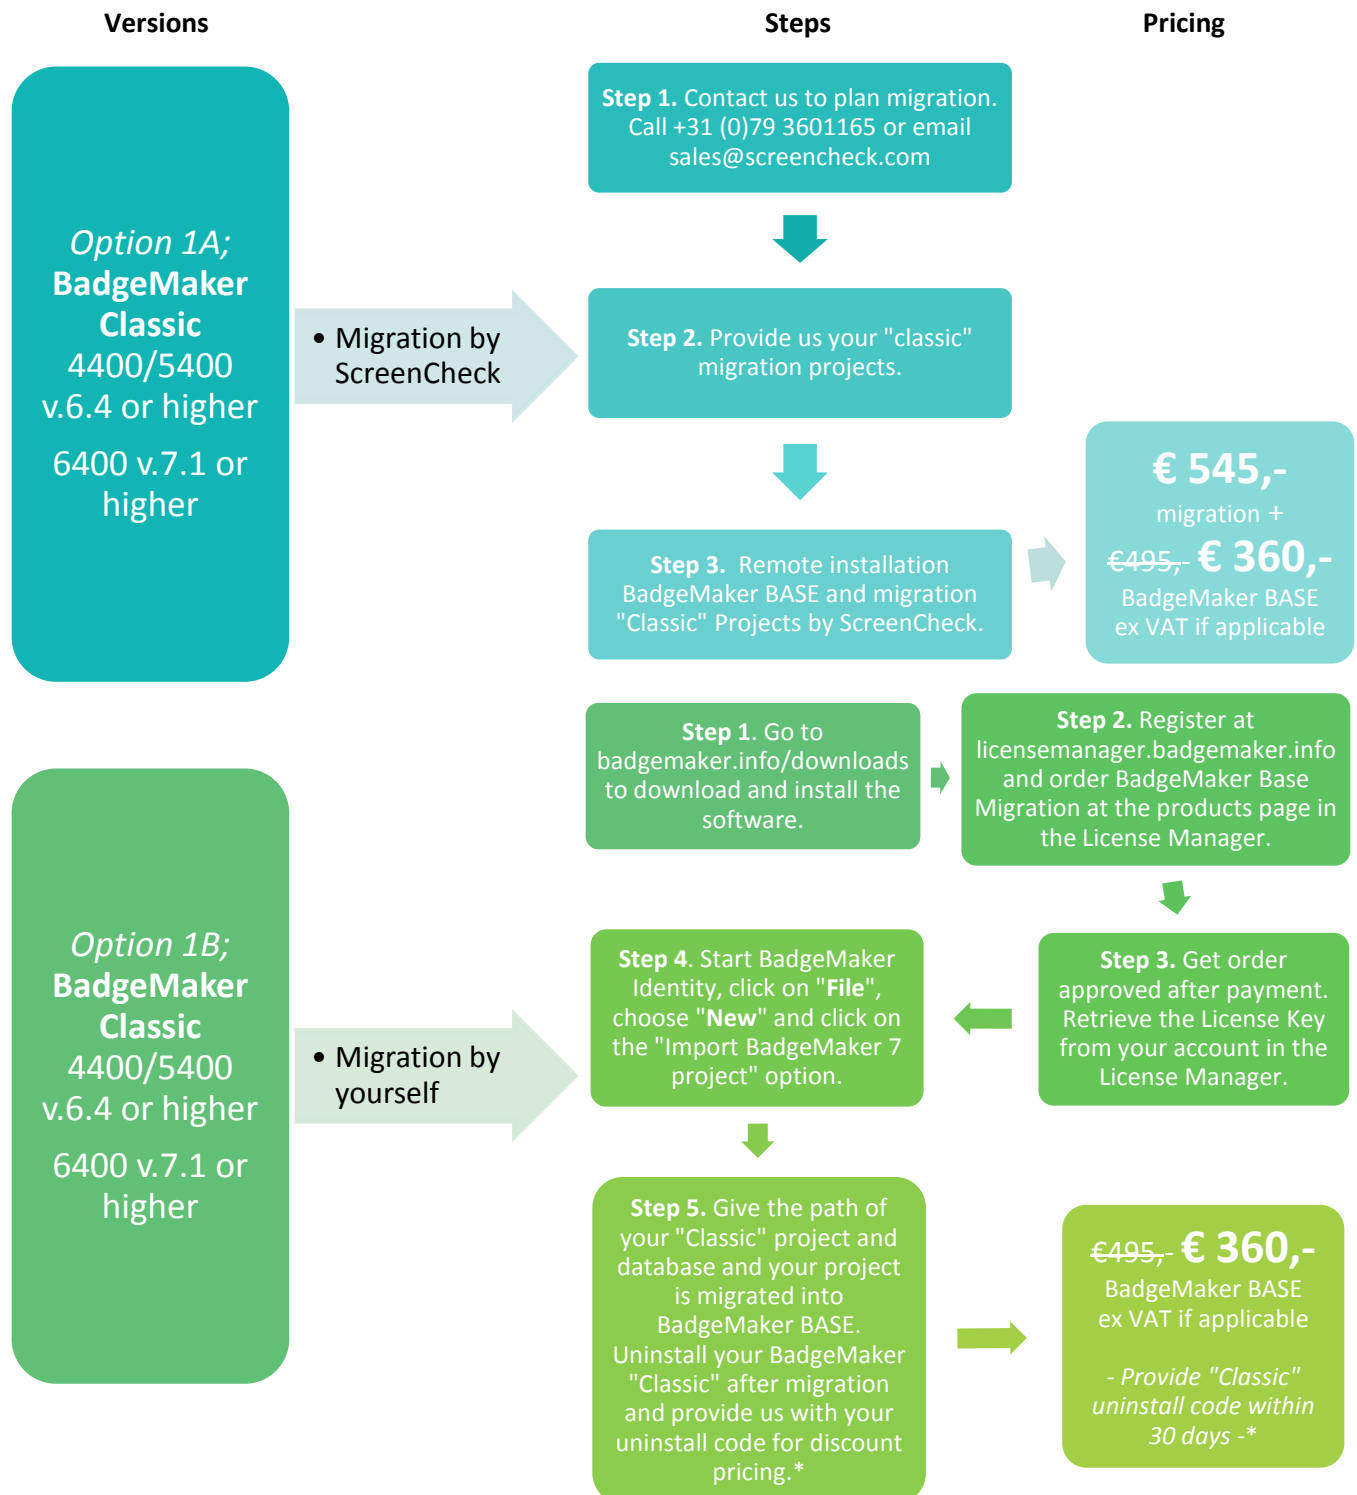 Versions
Steps
Pricing
Option 1A;
BadgeMaker
Classic
4400/5400
v.6.4 or higher
6400 v.7.1 or
higher
• Migration by
ScreenCheck
Step 1. Contact us to plan migration.
Call +31 (0)79 3601165 or email
sales@screencheck.com
Step 2. Provide us your "classic"
migration projects.
Step 3. Remote installation
BadgeMaker BASE and migration
"Classic" Projects by ScreenCheck.
€ 545,-
migration +
€495,- € 360,-
BadgeMaker BASE
ex VAT if applicable
Option 1B;
BadgeMaker
Classic
4400/5400
v.6.4 or higher
6400 v.7.1 or
higher
• Migration by
yourself
Step 1. Go to
badgemaker.info/downloads
to download and install the
software.
Step 2. Register at
licensemanager.badgemaker.info
and order BadgeMaker Base
Migration at the products page in
the License Manager.
Step 3. Get order
approved after payment.
Retrieve the License Key
from your account in the
License Manager.
Step 4. Start BadgeMaker
Identity, click on "File",
choose "New" and click on
the "Import BadgeMaker 7
project" option.
Step 5. Give the path of
your "Classic" project and
database and your project
is migrated into
BadgeMaker BASE.
Uninstall your BadgeMaker
"Classic" after migration
and provide us with your
uninstall code for discount
pricing.*
€495,- € 360,-
BadgeMaker BASE
ex VAT if applicable
- Provide "Classic"
uninstall code within
30 days -*